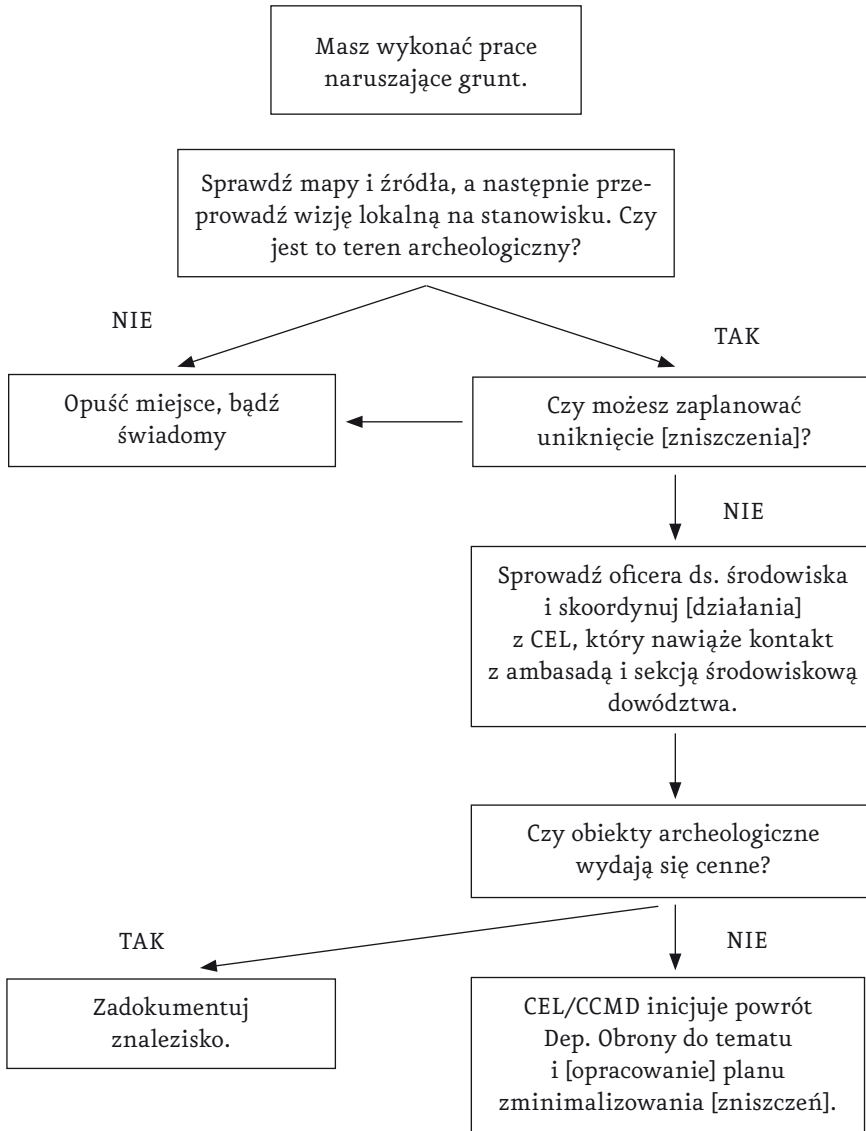 Masz wykonać prace
naruszające grunt.
Sprawdź mapy i źródła, a następnie prze-
prowadź wizję lokalną na stanowisku. Czy
jest to teren archeologiczny?
NIE
TAK
Opuść miejsce, bądź
świadomy
Czy możesz zaplanować
uniknięcie [zniszczenia]?
NIE
Sprowadź oficera ds. środowiska
i skoordynuj [działania]
z CEL, który nawiąże kontakt
z ambasadą i sekcją środowiskową
dowództwa.
Czy obiekty archeologiczne
wydają się cenne?
TAK
NIE
Zadokumentuj
znalezisko.
CEL/CCMD inicjuje powrót
Dep. Obrony do tematu
i [opracowanie] planu
zminimalizowania [zniszczeń].